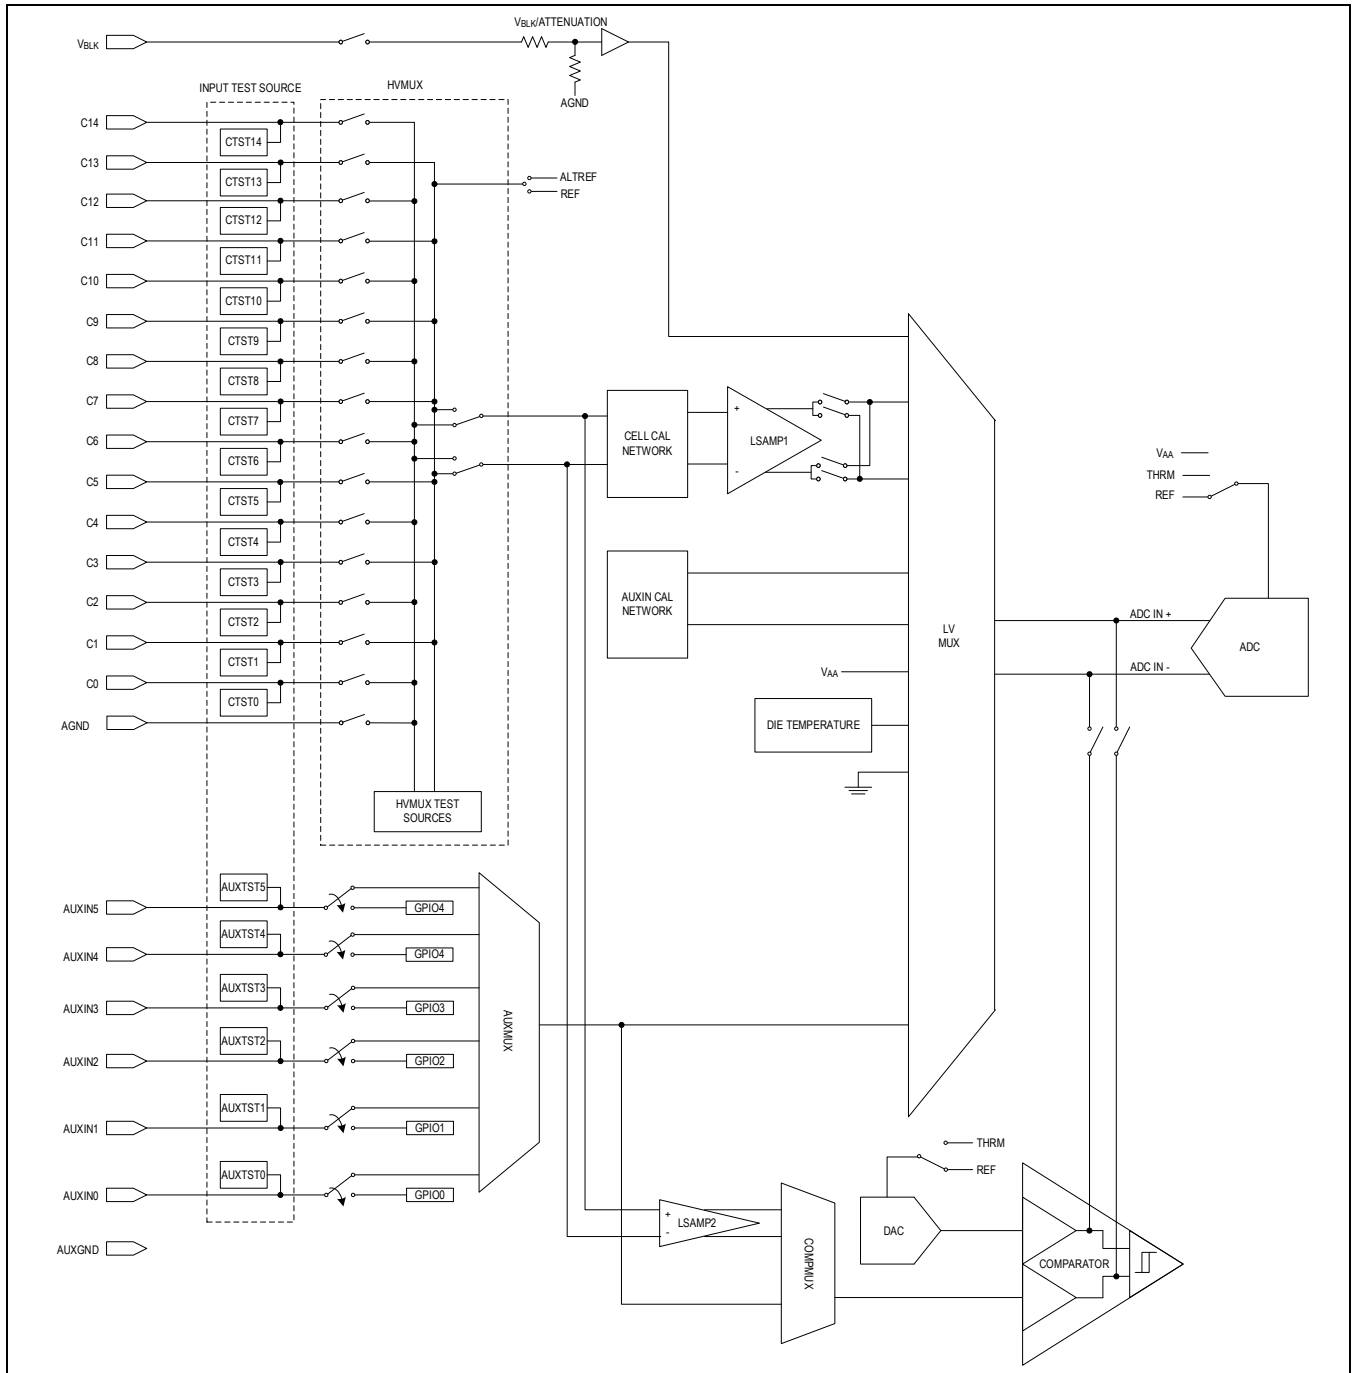 VBLK/ATTENUATION
VBLK
AGND
INPUT TEST SOURCE
HVMUX
C14
CTST14
C13
CTST13
ALTREF
REF
C12
CTST12
C11
CTST11
C10
CTST10
C9
CTST9
C8
CTST8
C7
CTST7
C6
CTST6
C5
CTST5
C4
CTST4
C3
CTST3
C2
CTST2
C1
CTST1
C0
CTST0
AGND
HVMUX TEST
SOURCES
CELL CAL
NETWORK
+
LSAMP1
-
AUXIN CAL
NETWORK
VAA
DIE TEMPERATURE
LV
MUX
VAA
THRM
REF
ADC IN +
ADC IN -
ADC
AUXTST5
AUXIN5
GPIO4
AUXTST4
AUXIN4
GPIO4
AUXTST3
AUXIN3
GPIO3
AUXTST2
AUXIN2
GPIO2
AUXTST1
AUXIN1
GPIO1
AUXTST0
AUXIN0
GPIO0
AUXGND
AUXMUX
+
LSAMP2
-
COMPMUX
THRM
REF
DAC
COMPARATOR